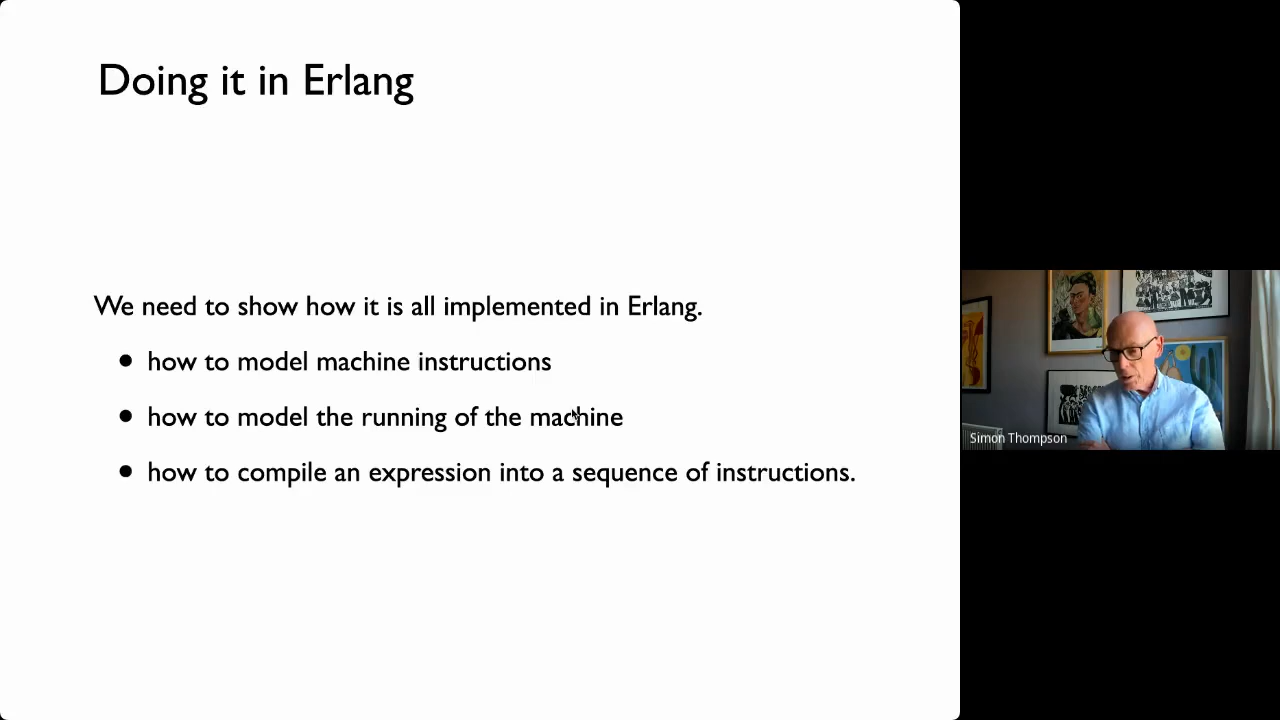 Doing it in Erlang
We need to show how it is all implemented in Erlang.
• how to model machine instructions
• how to model the running of the machine
• how to compile an expression into a sequence of instructions.
Simon Thompson